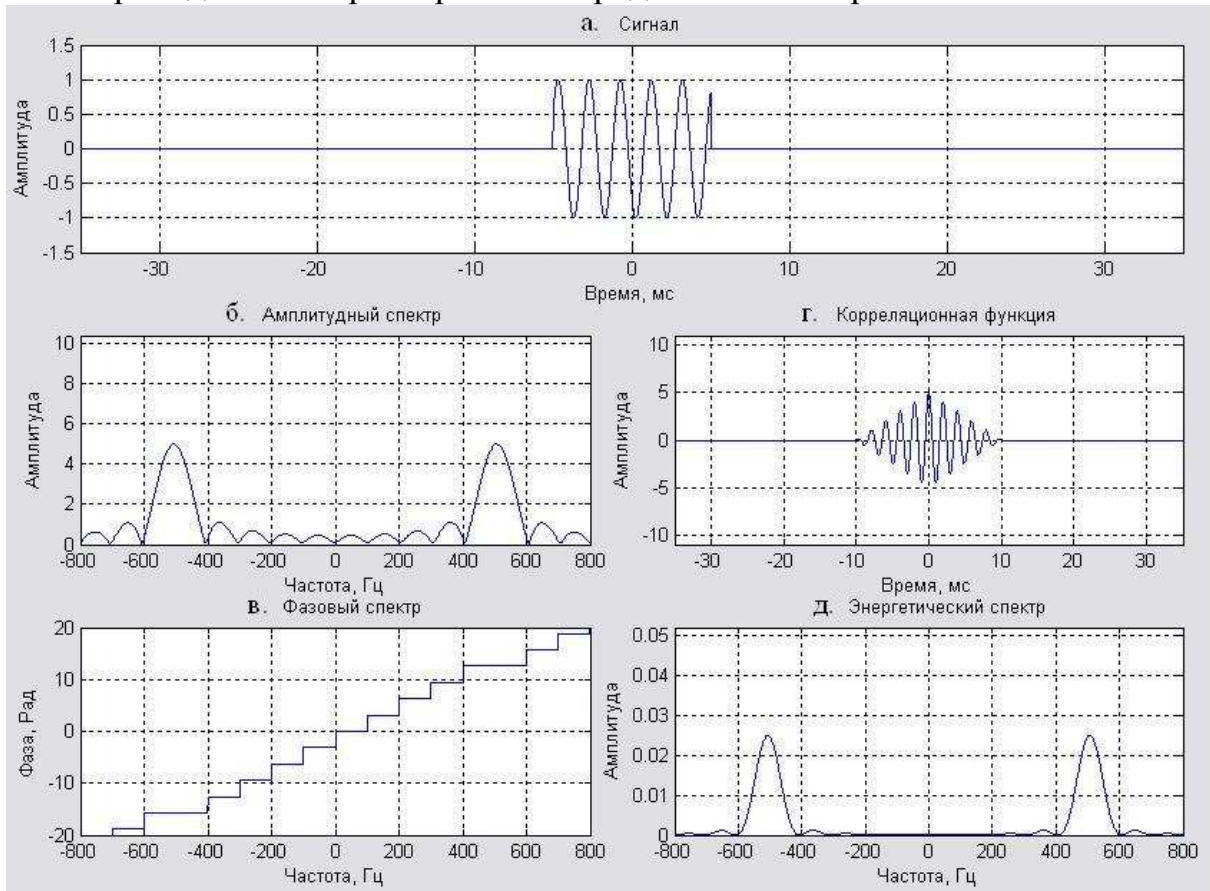 а. Сигнал
1.5
1
0.5
0
-0.5
-1
-1.5
Амплитуда
-30 -20 -10 0 10 20 30
Время, мс
б. Амплитудный спектр
10
8
6
4
2
0
Амплитуда
-800 -600 -400 -200 0 200 400 600 800
Частота, Гц
г. Корреляционная функция
10
5
0
-5
-10
Амплитуда
-30 -20 -10 0 10 20 30
Время, мс
в. Фазовый спектр
20
10
0
-10
-20
Фаза, Рад
-800 -600 -400 -200 0 200 400 600 800
Частота, Гц
д. Энергетический спектр
0.05
0.04
0.03
0.02
0.01
0
Амплитуда
-800 -600 -400 -200 0 200 400 600 800
Частота, Гц